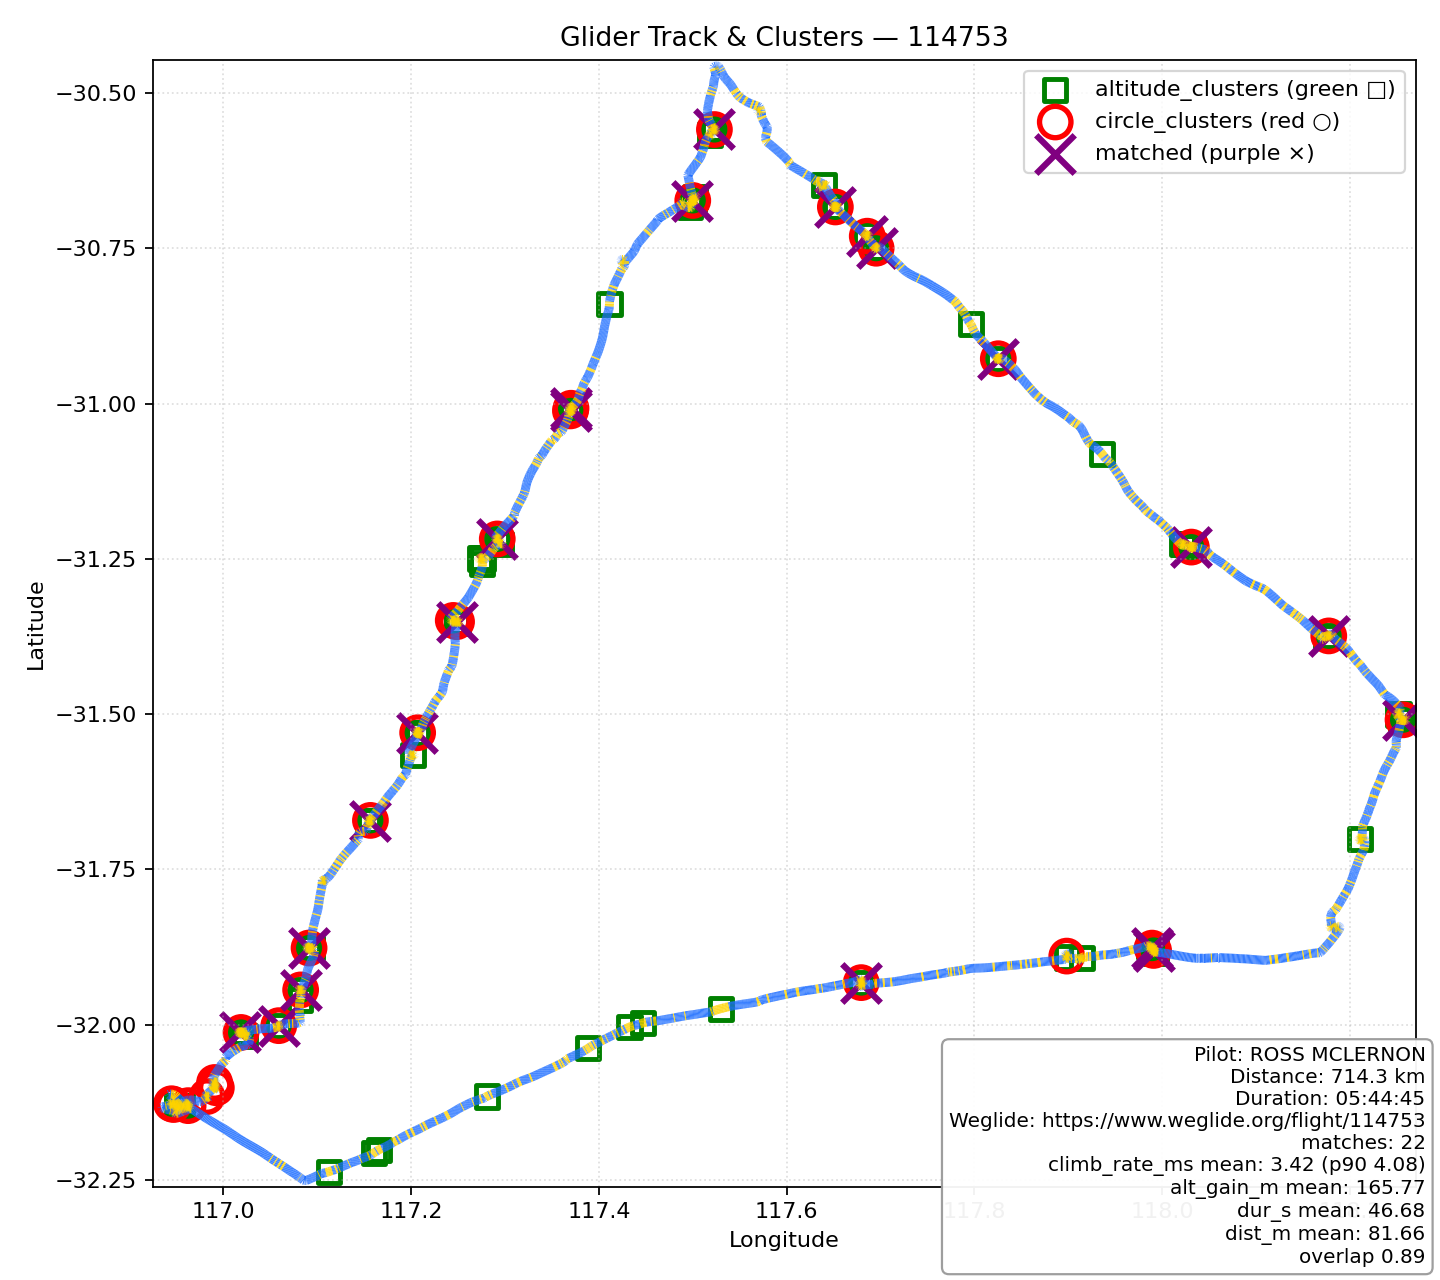 Glider Track & Clusters — 114753
altitude_clusters (green □)
circle_clusters (red ○)
matched (purple ×)
−30.50
−30.75
−31.00
−31.25
−31.50
−31.75
−32.00
−32.25
Latitude
117.0
117.2
117.4
117.6
117.8
118.0
Longitude
Pilot: ROSS MCLERNON
Distance: 714.3 km
Duration: 05:44:45
Weglide: https://www.weglide.org/flight/114753
matches: 22
climb_rate_ms mean: 3.42 (p90 4.08)
alt_gain_m mean: 165.77
dur_s mean: 46.68
dist_m mean: 81.66
overlap 0.89